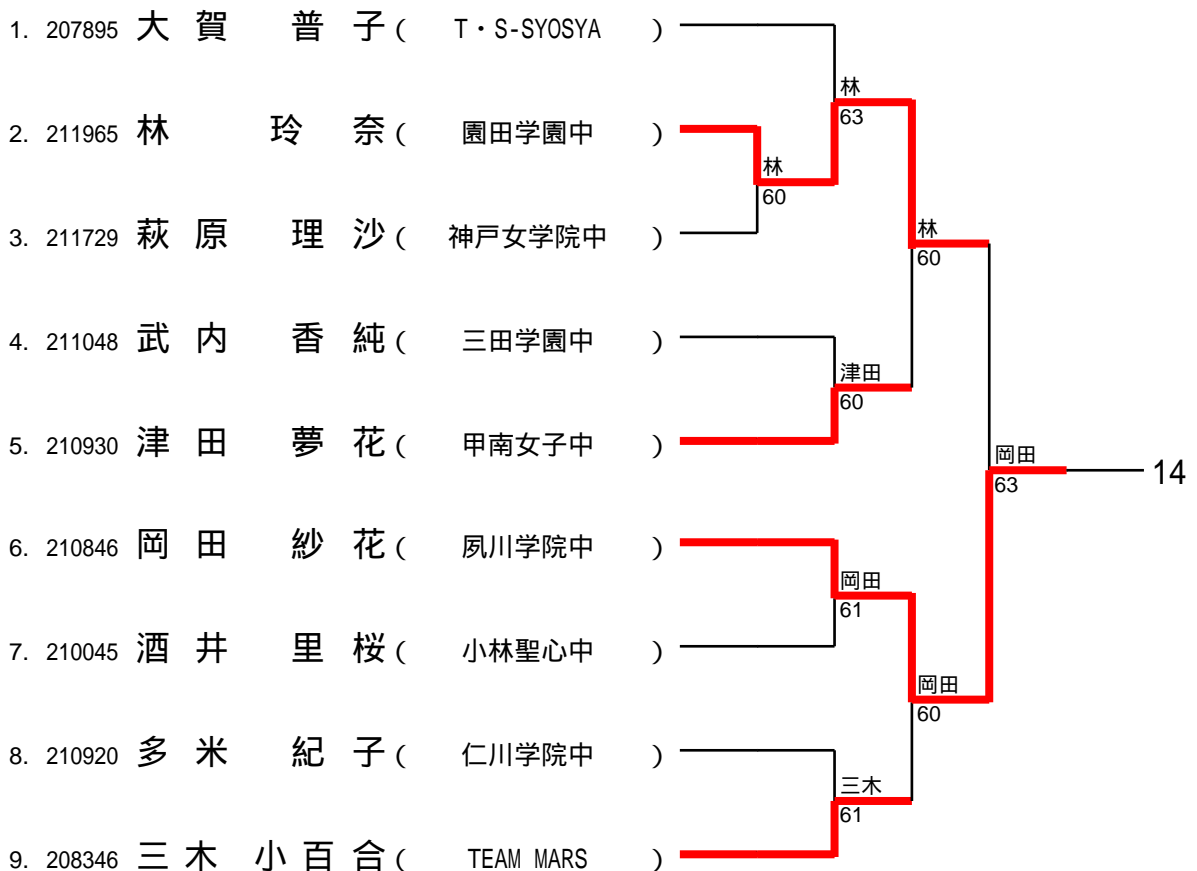 1. 207895 大賀 普子 ( T・S-SYOSYA )
林
63
2. 211965 林 玲奈 ( 園田学園中 )
林
60
3. 211729 萩原 理沙 ( 神戸女学院中 )
林
60
4. 211048 武内 香純 ( 三田学園中 )
津田
60
5. 210930 津田 夢花 ( 甲南女子中 )
岡田
63
14
6. 210846 岡田 紗花 ( 夙川学院中 )
岡田
61
7. 210045 酒井 里桜 ( 小林聖心中 )
岡田
60
8. 210920 多米 紀子 ( 仁川学院中 )
三木
61
9. 208346 三木 小百合 ( TEAM MARS )